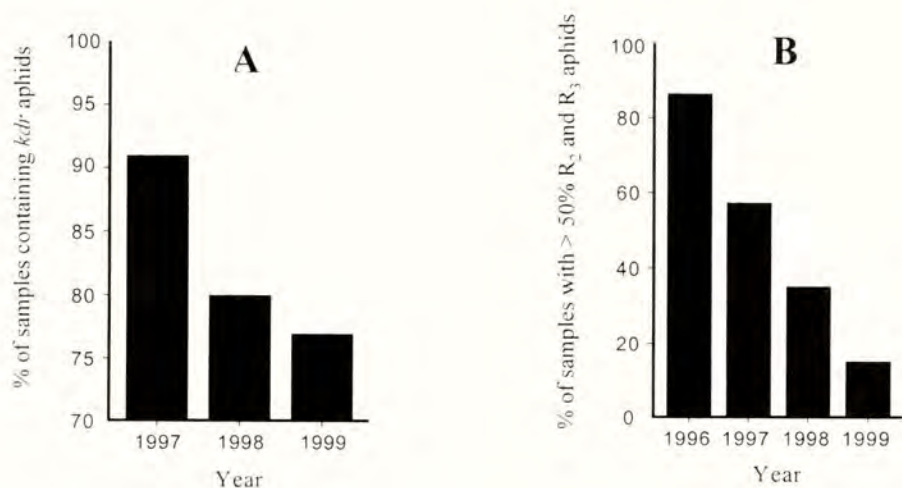 A
% of samples containing kdr aphids
100
95
90
85
80
75
70
1997 1998 1999
Year
B
% of samples with > 50% R2 and R3 aphids
100
80
60
40
20
0
1996 1997 1998 1999
Year